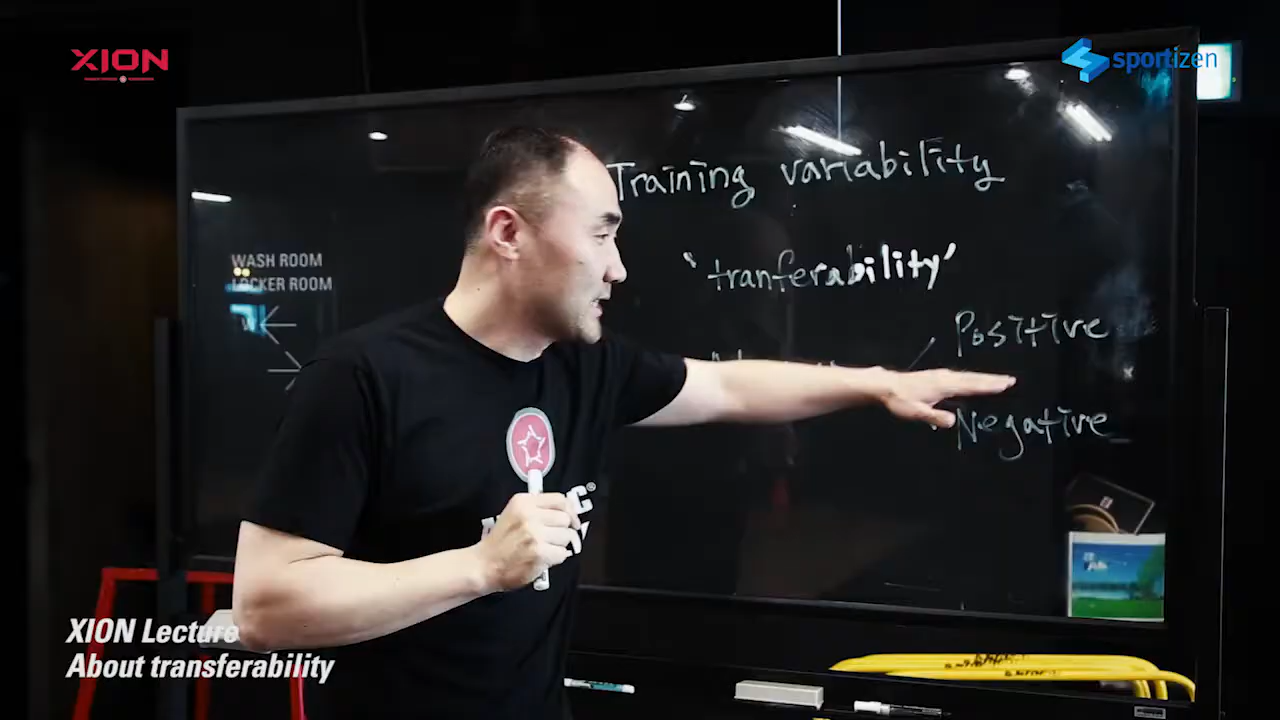 XION
sportizen
Training variability
'tranferability'
Positive
Negative
WASH ROOM
LOCKER ROOM
XION Lecture
About transferability